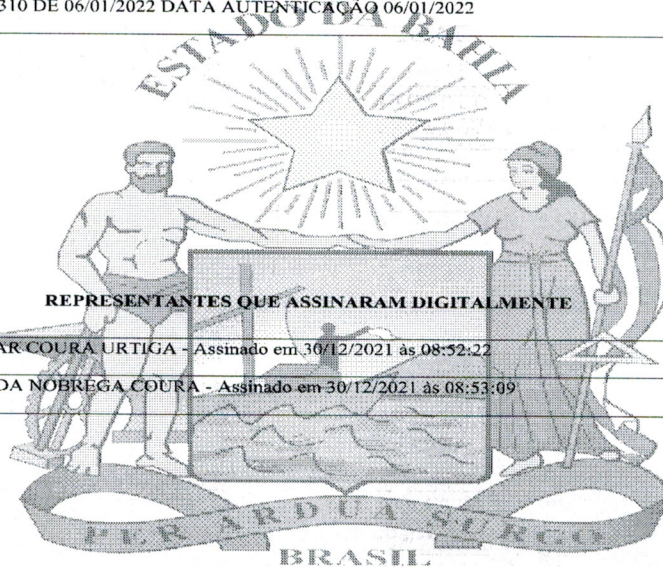 310 DE 06/01/2022 DATA AUTENTICAÇÃO 06/01/2022
ESTADO DA BAHIA
REPRESENTANTES QUE ASSINARAM DIGITALMENTE
AR COURA URTIGA - Assinado em 30/12/2021 às 08:52:22
DA NOBREGA COURA - Assinado em 30/12/2021 às 08:53:09
PER ARDUA SURGO
BRASIL